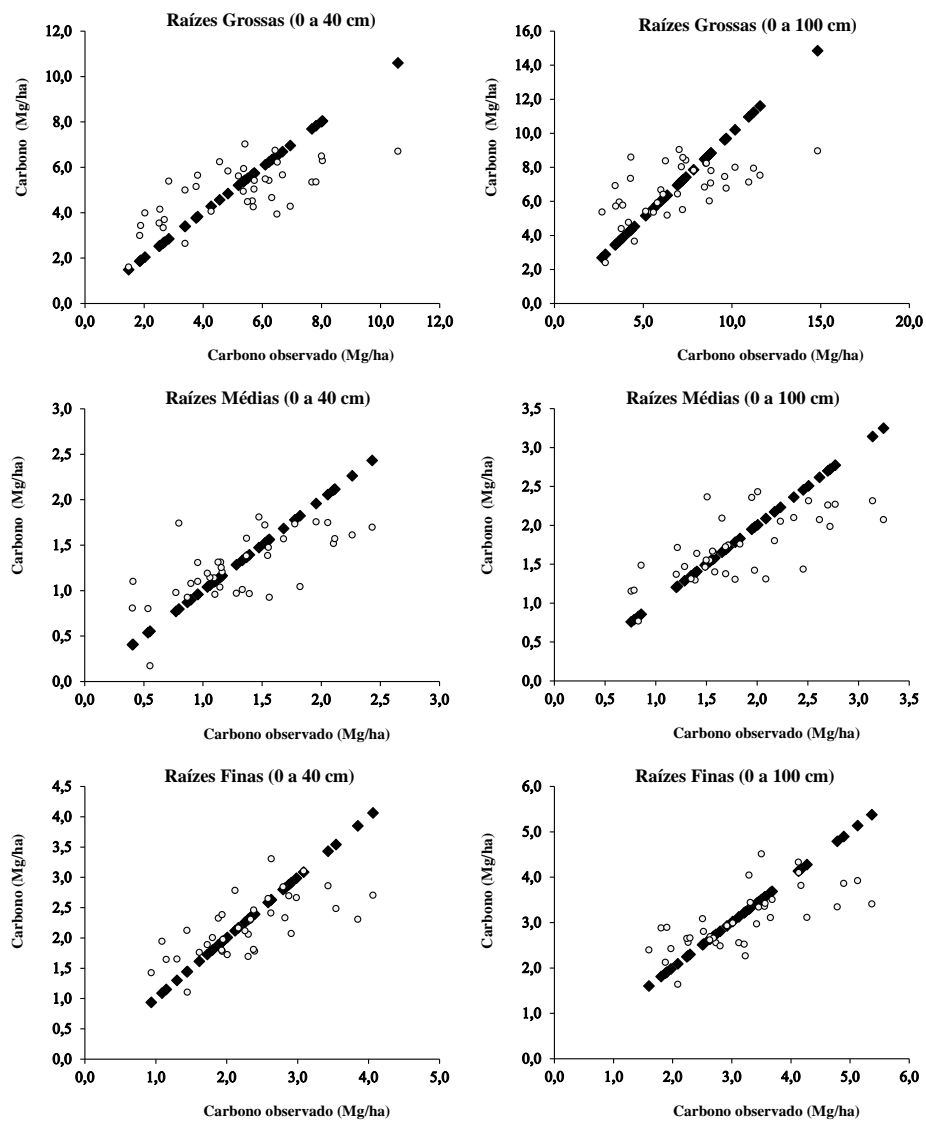 Raízes Grossas (0 a 40 cm)
Carbono (Mg/ha)
12,0
10,0
8,0
6,0
4,0
2,0
0,0
0,0 2,0 4,0 6,0 8,0 10,0 12,0
Carbono observado (Mg/ha)
Raízes Grossas (0 a 100 cm)
Carbono (Mg/ha)
16,0
14,0
12,0
10,0
8,0
6,0
4,0
2,0
0,0
0,0 5,0 10,0 15,0 20,0
Carbono observado (Mg/ha)
Raízes Médias (0 a 40 cm)
Carbono (Mg/ha)
3,0
2,5
2,0
1,5
1,0
0,5
0,0
0,0 0,5 1,0 1,5 2,0 2,5 3,0
Carbono observado (Mg/ha)
Raízes Médias (0 a 100 cm)
Carbono (Mg/ha)
3,5
3,0
2,5
2,0
1,5
1,0
0,5
0,0
0,0 0,5 1,0 1,5 2,0 2,5 3,0 3,5
Carbono observado (Mg/ha)
Raízes Finas (0 a 40 cm)
Carbono (Mg/ha)
4,5
4,0
3,5
3,0
2,5
2,0
1,5
1,0
0,5
0,0
0,0 1,0 2,0 3,0 4,0 5,0
Carbono observado (Mg/ha)
Raízes Finas (0 a 100 cm)
Carbono (Mg/ha)
6,0
5,0
4,0
3,0
2,0
1,0
0,0
0,0 1,0 2,0 3,0 4,0 5,0 6,0
Carbono observado (Mg/ha)